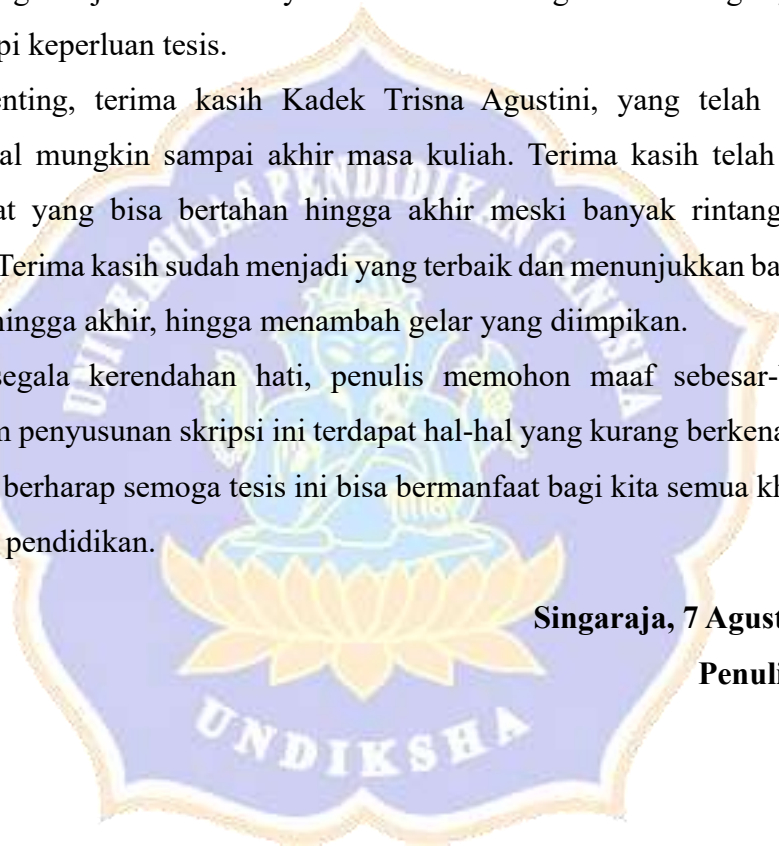 pi keperluan tesis.
enting, terima kasih Kadek Trisna Agustini, yang telah
al mungkin sampai akhir masa kuliah. Terima kasih telah
at yang bisa bertahan hingga akhir meski banyak rintang
Terima kasih sudah menjadi yang terbaik dan menunjukkan ba
hingga akhir, hingga menambah gelar yang diimpikan.
segala kerendahan hati, penulis memohon maaf sebesar-
n penyusunan skripsi ini terdapat hal-hal yang kurang berkena
berharap semoga tesis ini bisa bermanfaat bagi kita semua kh
pendidikan.
Singaraja, 7 Agust
Penuli
UNIVERSITAS PENDIDIKAN GANESHA
UNDIKSHA